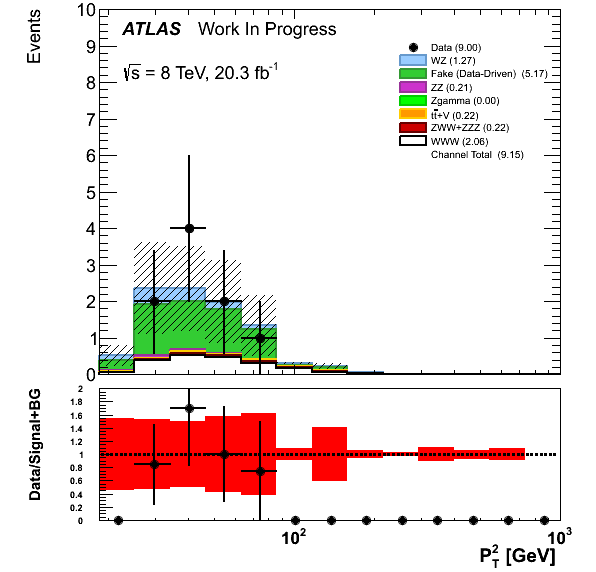 Events
10
9
8
7
6
5
4
3
2
1
0
ATLAS Work In Progress
√s = 8 TeV, 20.3 fb⁻¹
Data (9.00)
WZ (1.27)
Fake (Data-Driven) (5.17)
ZZ (0.21)
Zgamma (0.00)
tt̄+V (0.22)
ZWW+ZZZ (0.22)
WWW (2.06)
Channel Total (9.15)
Data/Signal+BG
2
1.8
1.6
1.4
1.2
1
0.8
0.6
0.4
0.2
0
10² 10³
P²_T [GeV]